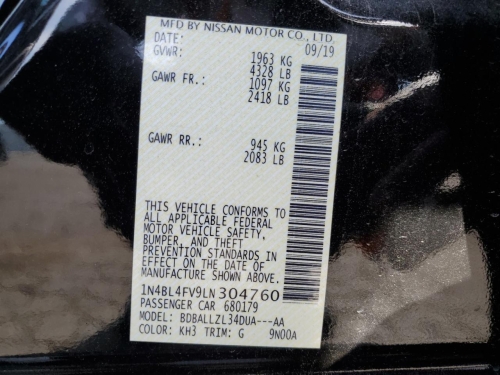 MFD BY NISSAN MOTOR CO., LTD.
DATE: 09/19
GVWR: 1963 KG
4328 LB
GAWR FR.: 1097 KG
2418 LB
GAWR RR.: 945 KG
2083 LB
THIS VEHICLE CONFORMS TO
ALL APPLICABLE FEDERAL
MOTOR VEHICLE SAFETY,
BUMPER, AND THEFT
PREVENTION STANDARDS IN
EFFECT ON THE DATE OF
MANUFACTURE SHOWN ABOVE.
1N4BL4FV9LN304760
PASSENGER CAR 680179
MODEL: BDBALLZL34DUA---AA
COLOR: KH3 TRIM: G 9N00A